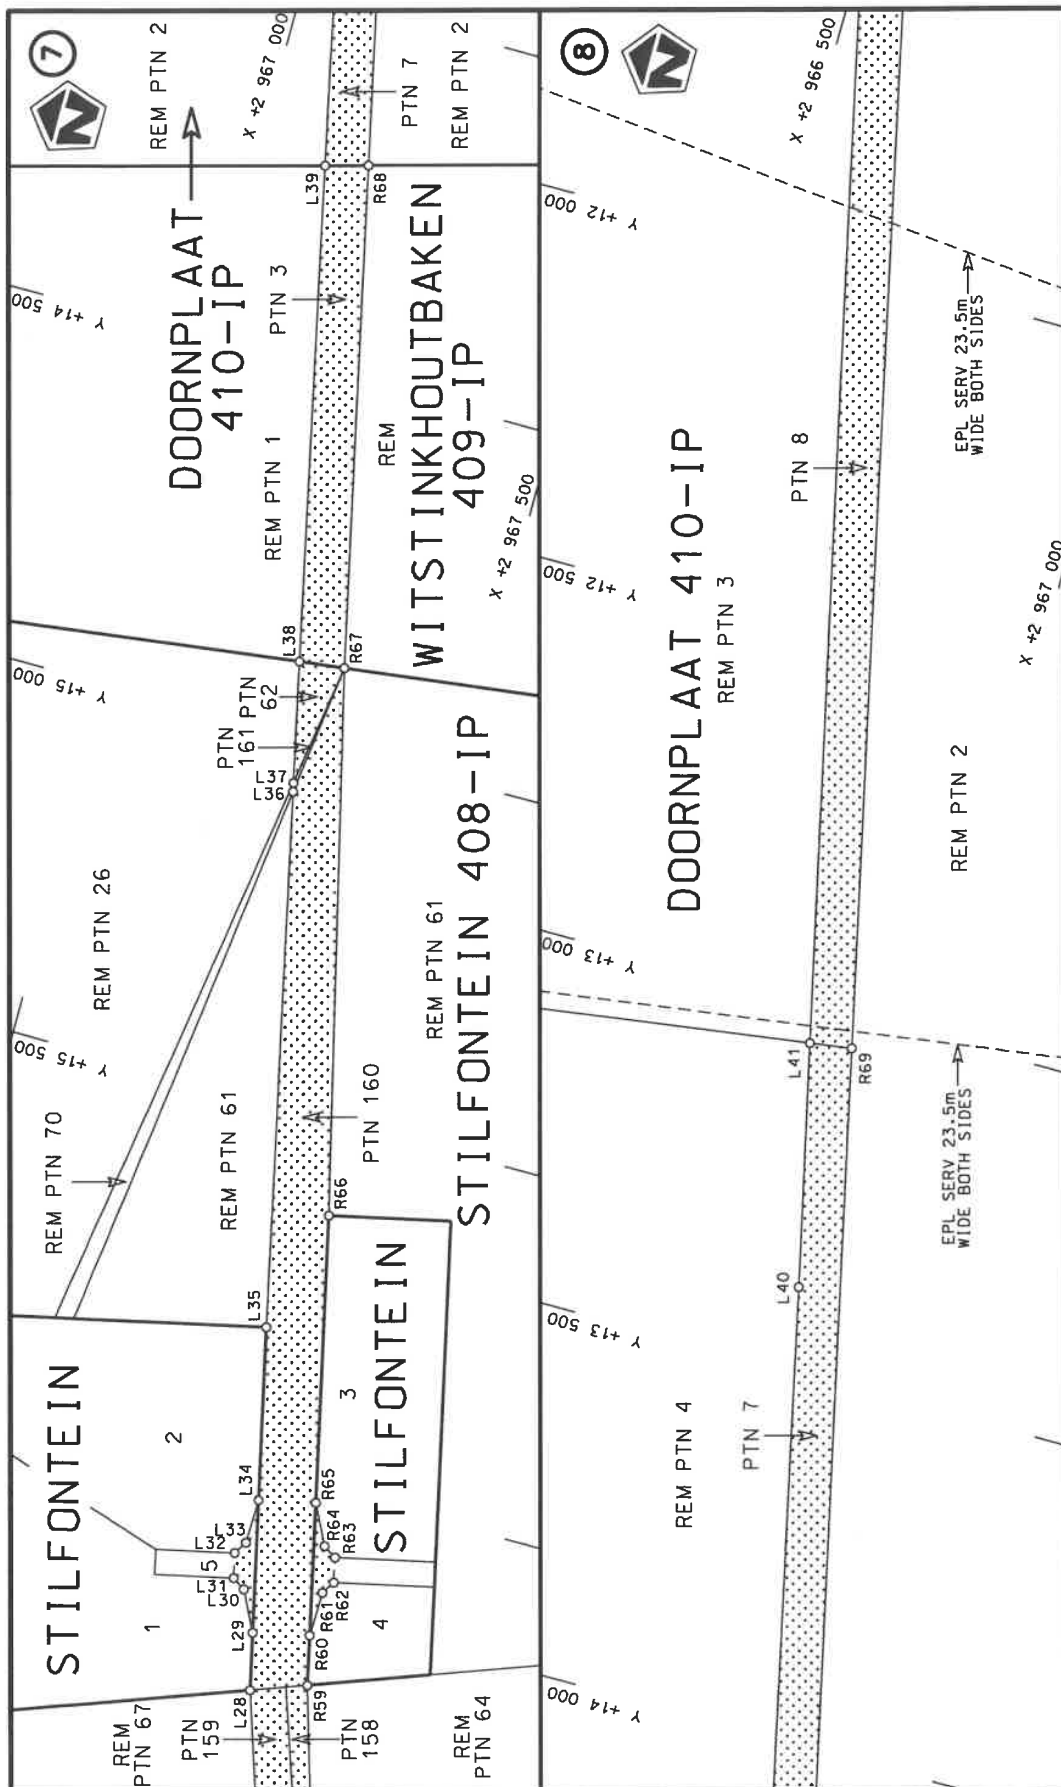 7
N
REM PTN 2
DOORNPLAAT
410-IP
X +2 967 000
PTN 7
REM PTN 2
L39
R68
Y +14 500
PTN 3
REM PTN 1
REM
WITSTINKHOUTBAKEN
409-IP
X +2 967 500
L38
R67
Y +15 000
PTN
62
PTN
161
L37
L36
REM PTN 26
STILFONTEIN 408-IP
REM PTN 61
Y +15 500
REM PTN 70
REM PTN 61
PTN 160
R66
L35
STILFONTEIN
2
3
STILFONTEIN
L34
L33
L32
5
L31
L30
L29
1
R65
R64
R63
R62
R61
R60
4
L28
R59
REM
PTN 67
PTN
159
PTN
158
REM
PTN 64
8
N
X +2 966 500
Y +12 000
EPL SERV 23.5m
WIDE BOTH SIDES
PTN 8
DOORNPLAAT 410-IP
REM PTN 3
Y +12 500
X +2 967 000
REM PTN 2
Y +13 000
L41
R69
EPL SERV 23.5m
WIDE BOTH SIDES
L40
Y +13 500
REM PTN 4
PTN 7
Y +14 000